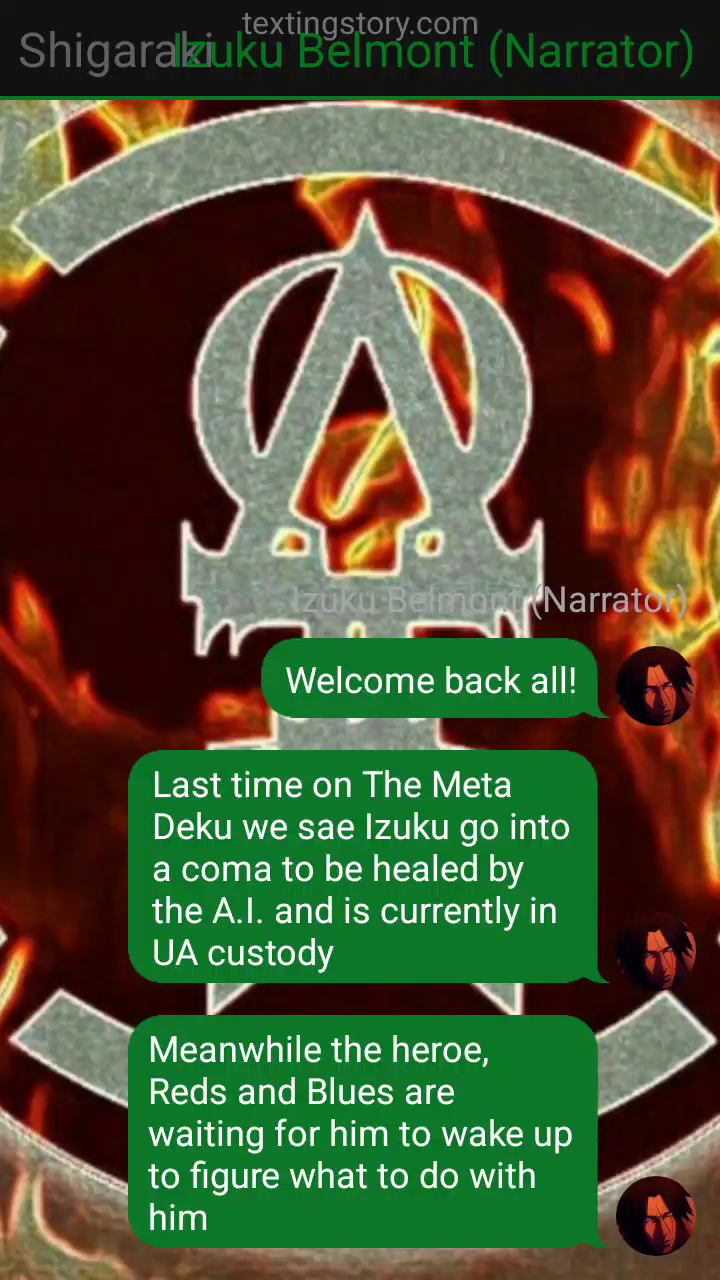 textingstory.com
Shigaraki
Izuku Belmont (Narrator)
Izuku Belmont (Narrator)
Welcome back all!
Last time on The Meta
Deku we sae Izuku go into
a coma to be healed by
the A.I. and is currently in
UA custody
Meanwhile the heroe,
Reds and Blues are
waiting for him to wake up
to figure what to do with
him